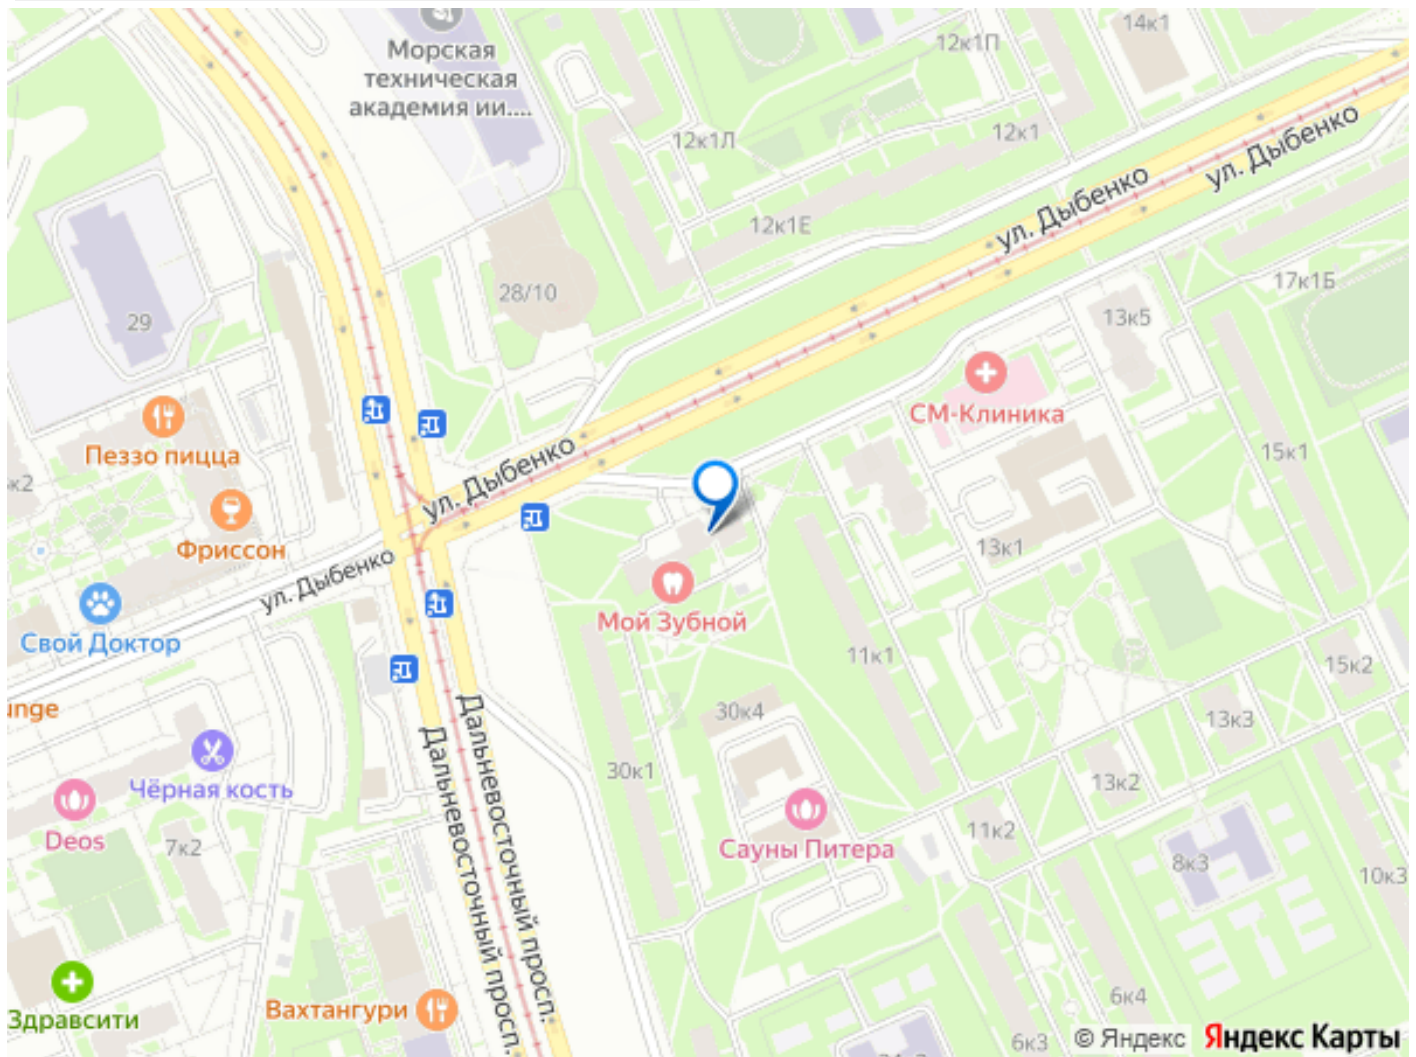 Морская
техническая
академия ии....
14к1
12к1П
12к1Л
12к1
ул. Дыбенко
ул. Дыбенко
12к1Е
28/10
17к1Б
29
13к5
СМ-Клиника
Пеззо пицца
15к1
ул. Дыбенко
Фриссон
13к1
ул. Дыбенко
Свой Доктор
Мой Зубной
11к1
15к2
30к4
13к3
Дальневосточный просп.
Дальневосточный просп.
30к1
13к2
Чёрная кость
Deos
7к2
Сауны Питера
11к2
8к3
10к3
Здравсити
Вахтангури
6к4
6к3
© Яндекс Яндекс Карты